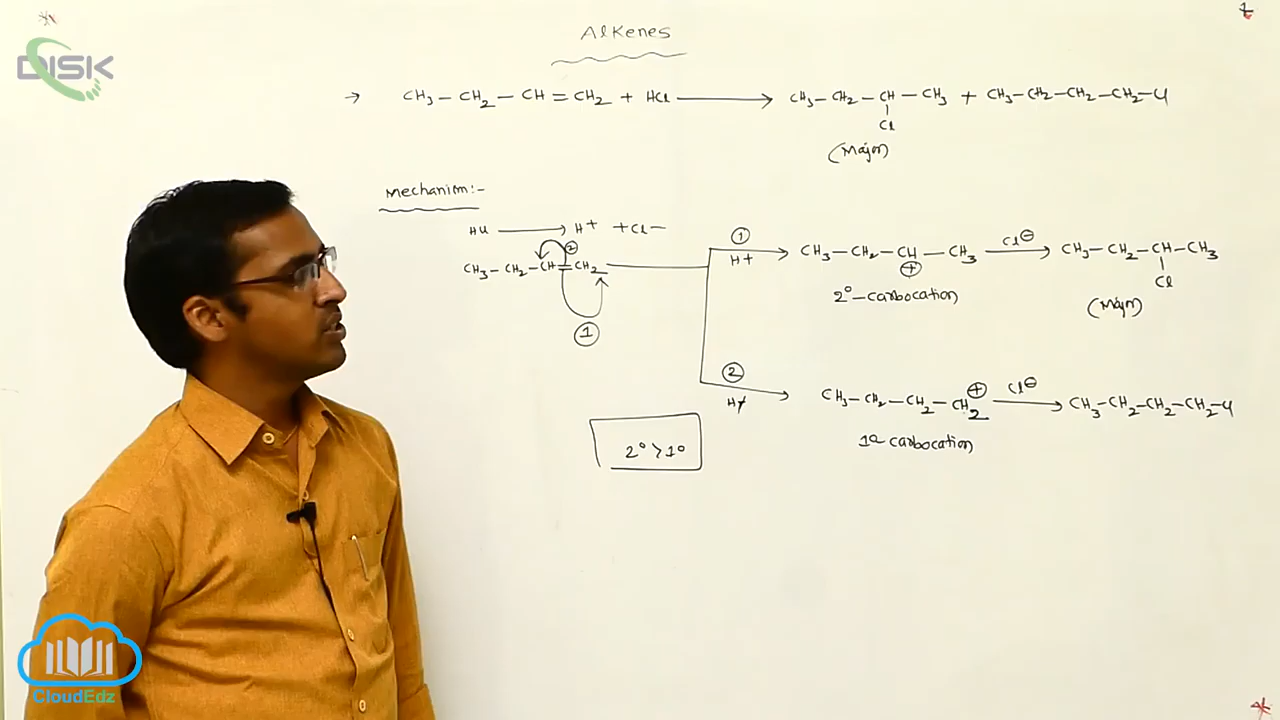 DISK
Alkenes
→ CH₃ – CH₂ – CH = CH₂ + HCl ⟶ CH₃ – CH₂ – CH – CH₃ + CH₃–CH₂–CH₂–CH₂–Cl
Cl
(Major)
Mechanism:-
HCl ⟶ H+ + Cl–
CH₃ – CH₂ – CH = CH₂
②
①
①
H+
CH₃ – CH₂ – CH – CH₃ Cl⊖ ⟶ CH₃ – CH₂ – CH – CH₃
⊕
Cl
2° – carbocation
(Major)
②
H+
CH₃ – CH₂ – CH₂ – CH₂ ⊕ Cl⊖ ⟶ CH₃–CH₂–CH₂–CH₂–Cl
1° carbocation
2° > 1°
CloudEdz